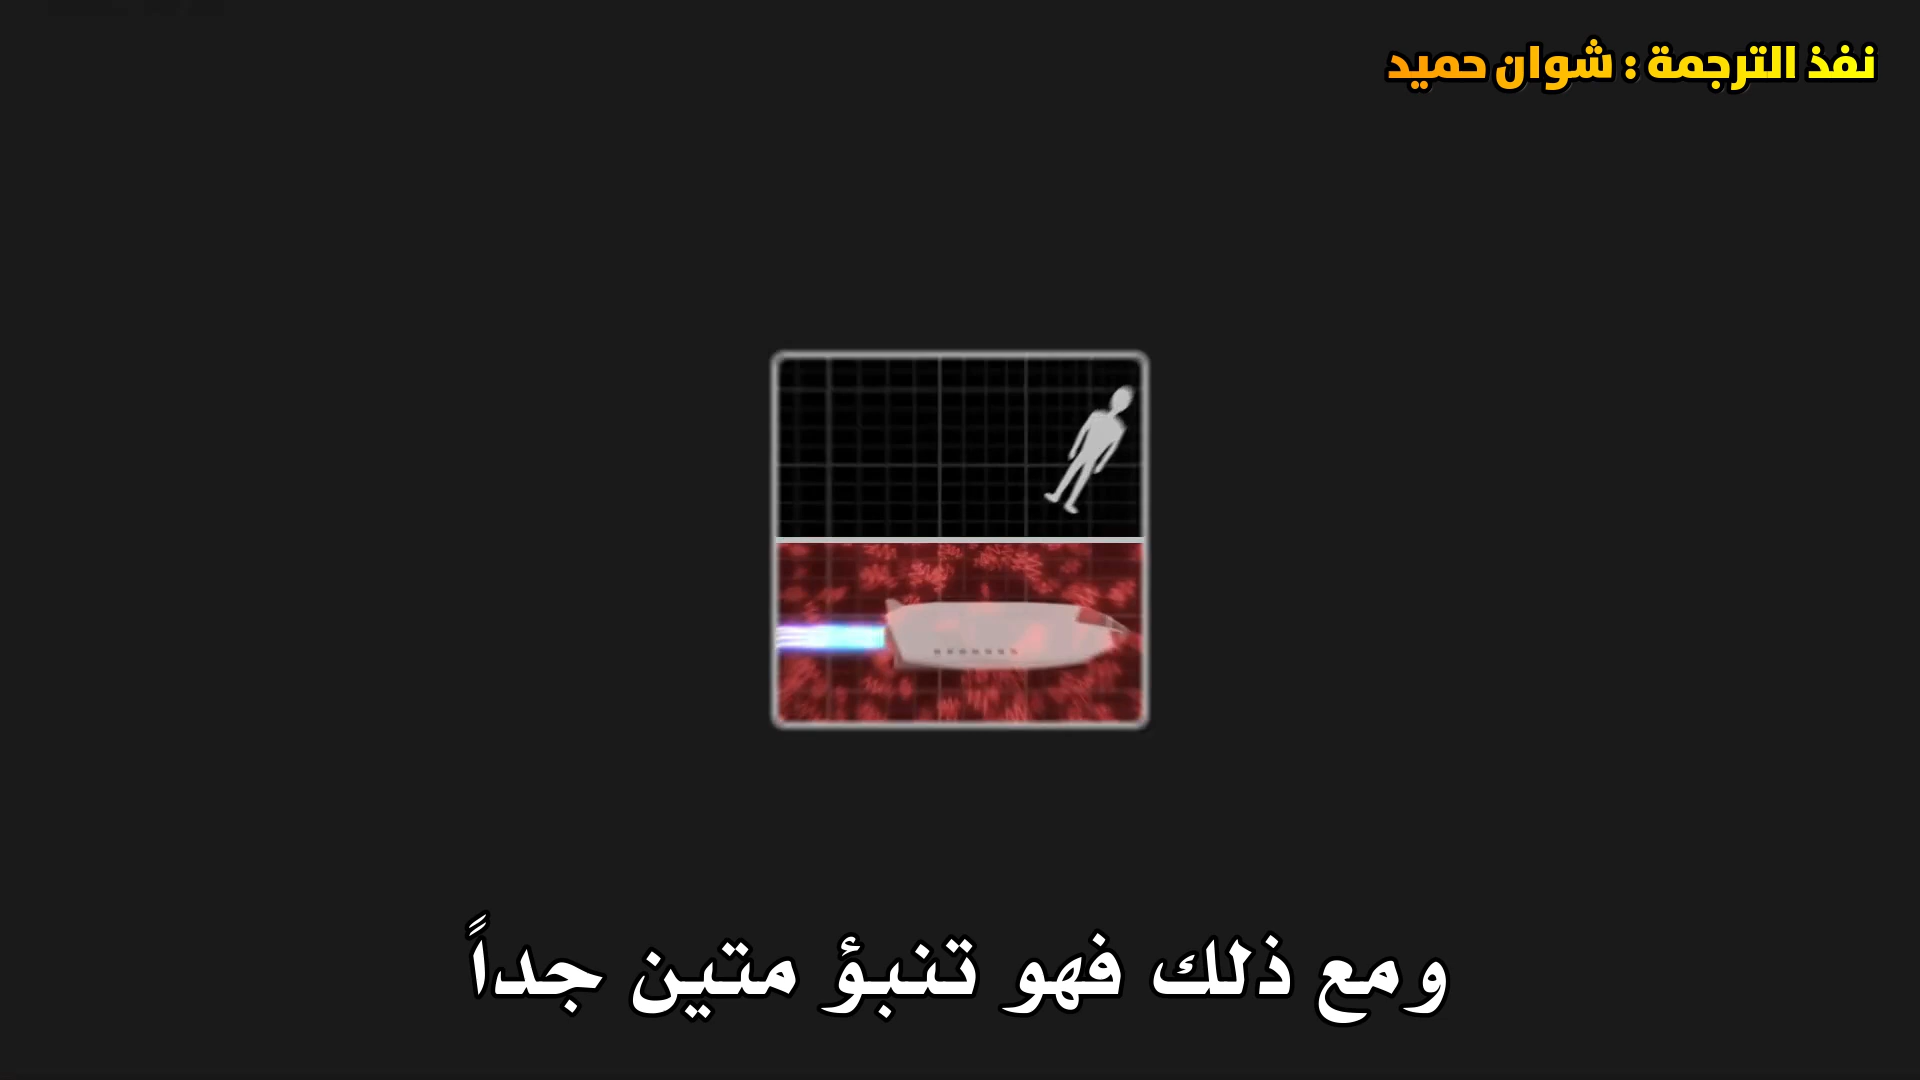 نفذ الترجمة : شوان حميد
ومع ذلك فهو تنبؤ متين جداً